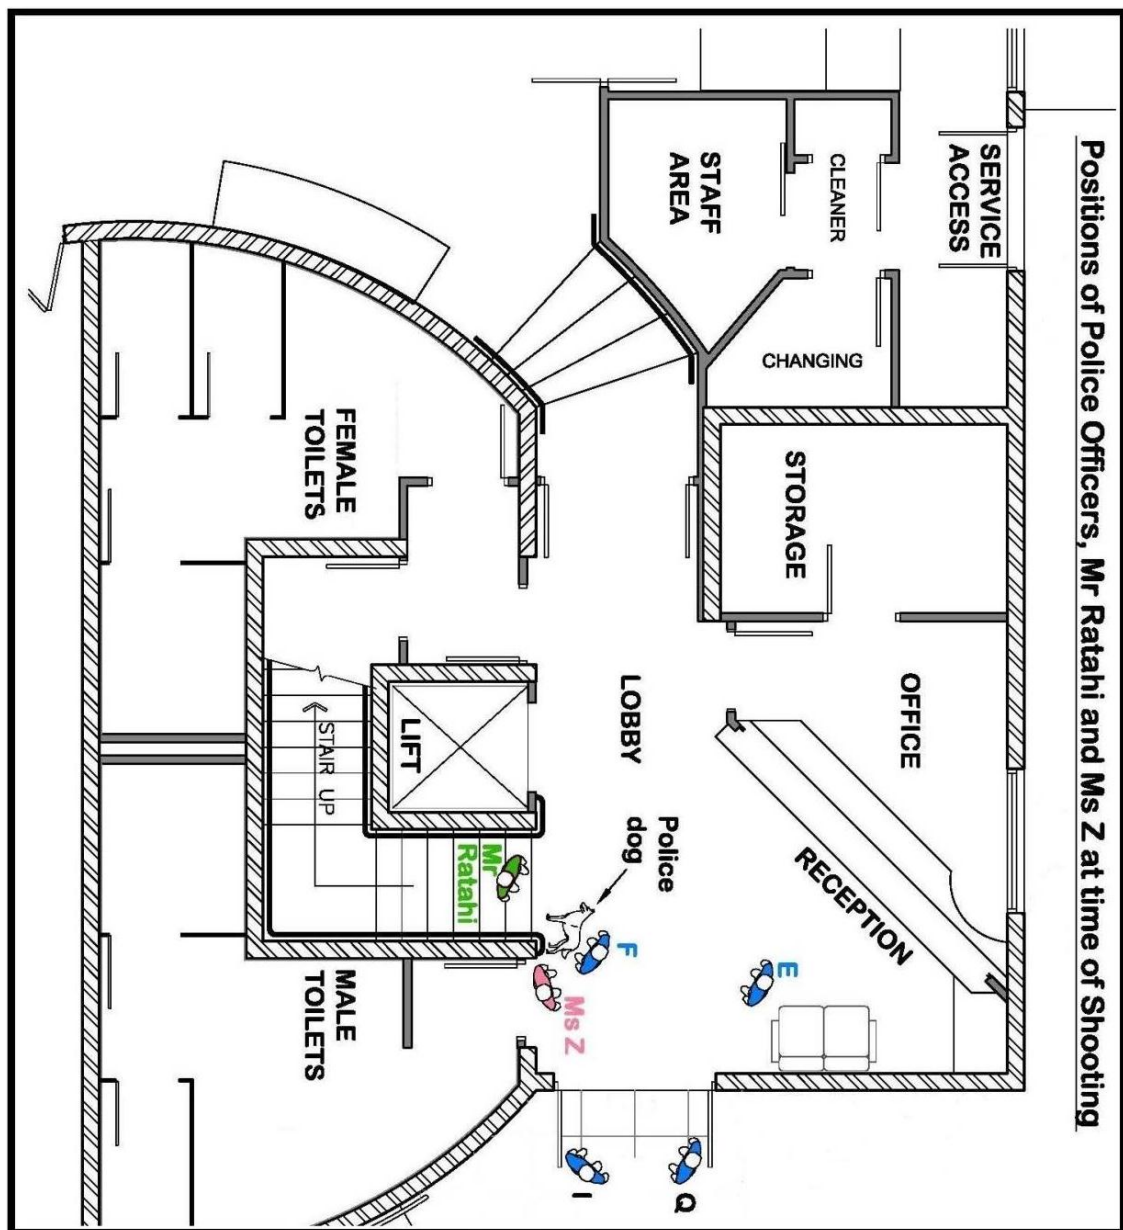 Positions of Police Officers, Mr Ratahi and Ms Z at time of Shooting
SERVICE
ACCESS
CLEANER
STAFF
AREA
CHANGING
STORAGE
FEMALE
TOILETS
OFFICE
LOBBY
LIFT
STAIR UP
RECEPTION
Police
dog
Mr
Ratahi
F
E
Ms Z
MALE
TOILETS
I
Q